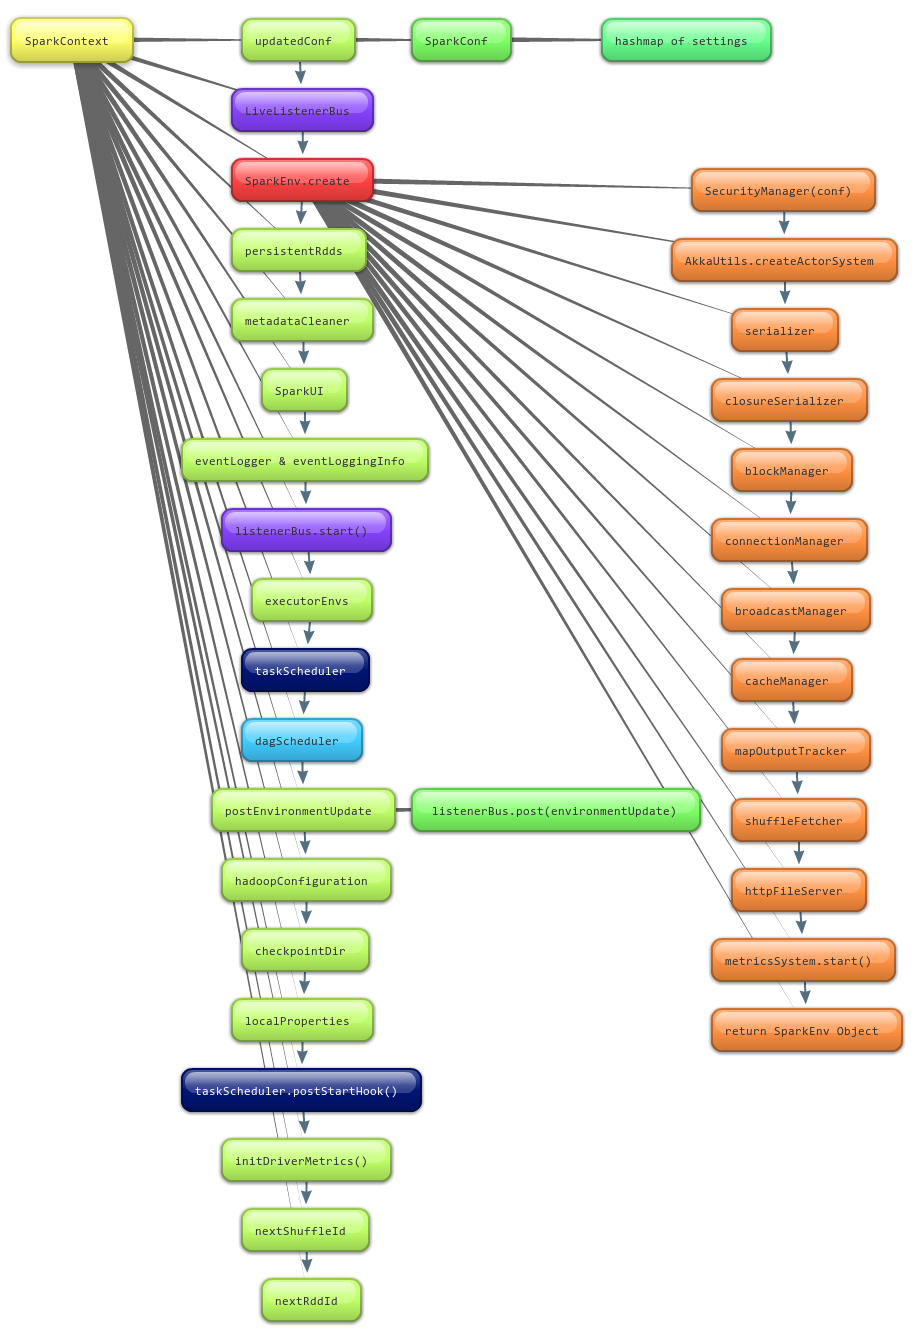 SparkContext
updatedConf
SparkConf
hashmap of settings
LiveListenerBus
SparkEnv.create
persistentRdds
metadataCleaner
SparkUI
eventLogger & eventLoggingInfo
listenerBus.start()
executorEnvs
taskScheduler
dagScheduler
postEnvironmentUpdate
listenerBus.post(environmentUpdate)
hadoopConfiguration
checkpointDir
localProperties
taskScheduler.postStartHook()
initDriverMetrics()
nextShuffleId
nextRddId
SecurityManager(conf)
AkkaUtils.createActorSystem
serializer
closureSerializer
blockManager
connectionManager
broadcastManager
cacheManager
mapOutputTracker
shuffleFetcher
httpFileServer
metricsSystem.start()
return SparkEnv Object